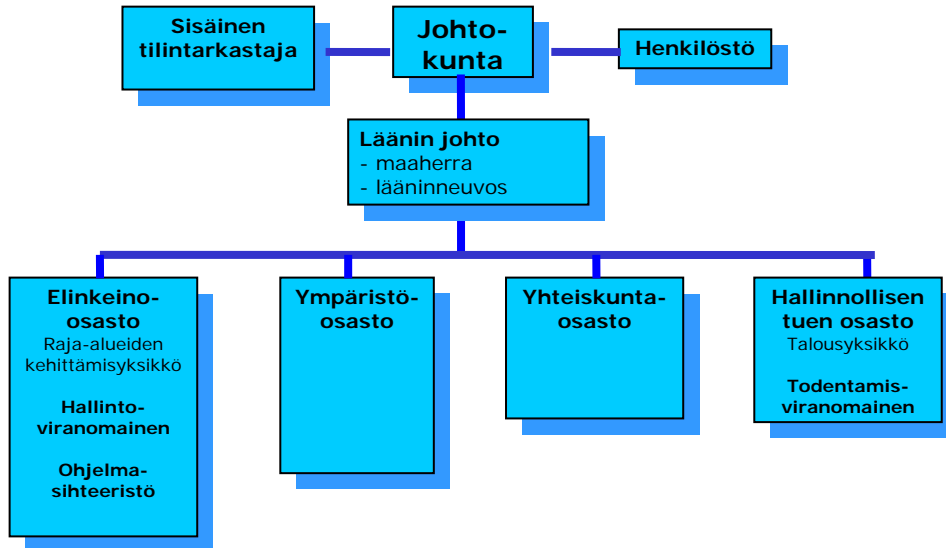 Sisäinen
tilintarkastaja
Johto-
kunta
Henkilöstö
Läänin johto
- maaherra
- lääninneuvos
Elinkeino-
osasto
Raja-alueiden
kehittämisyksikkö
Hallinto-
viranomainen
Ohjelma-
sihteeristö
Ympäristö-
osasto
Yhteiskunta-
osasto
Hallinnollisen
tuen osasto
Talousyksikkö
Todentamis-
viranomainen